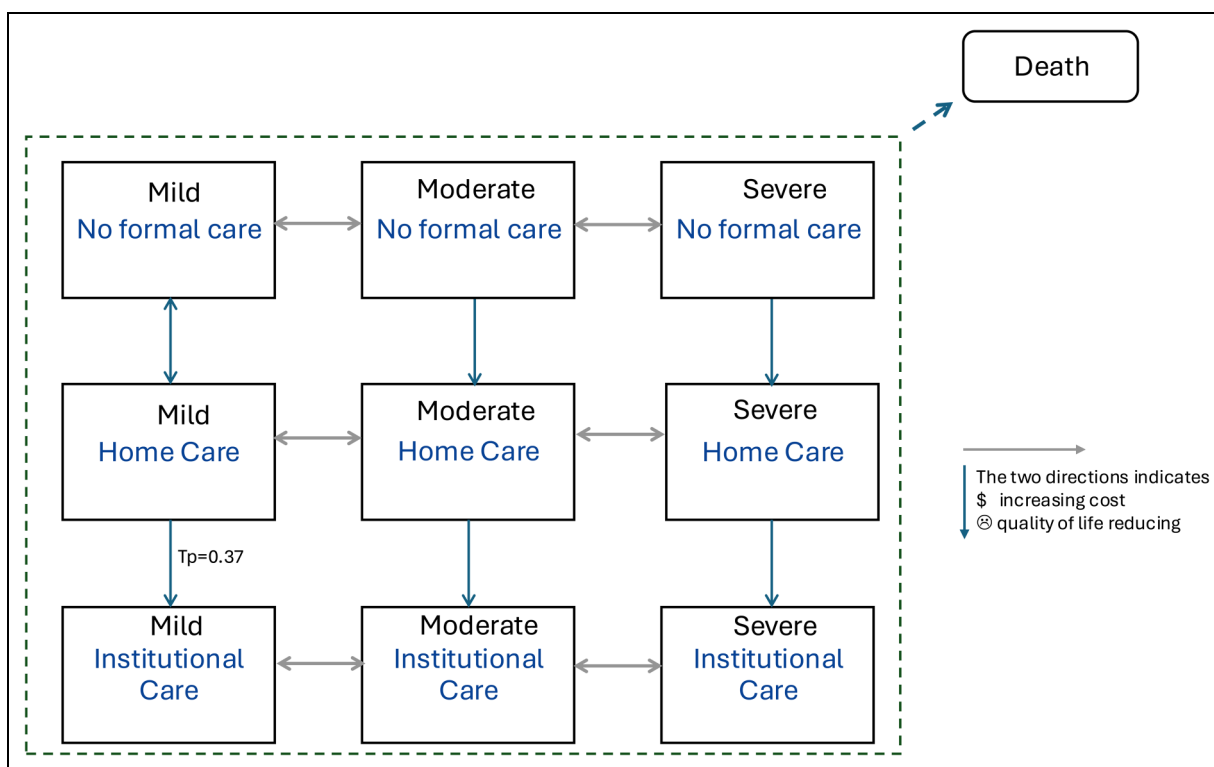 Death
Mild
No formal care
Moderate
No formal care
Severe
No formal care
Mild
Home Care
Moderate
Home Care
Severe
Home Care
The two directions indicates
$ increasing cost
☹ quality of life reducing
Tp=0.37
Mild
Institutional
Care
Moderate
Institutional
Care
Severe
Institutional
Care